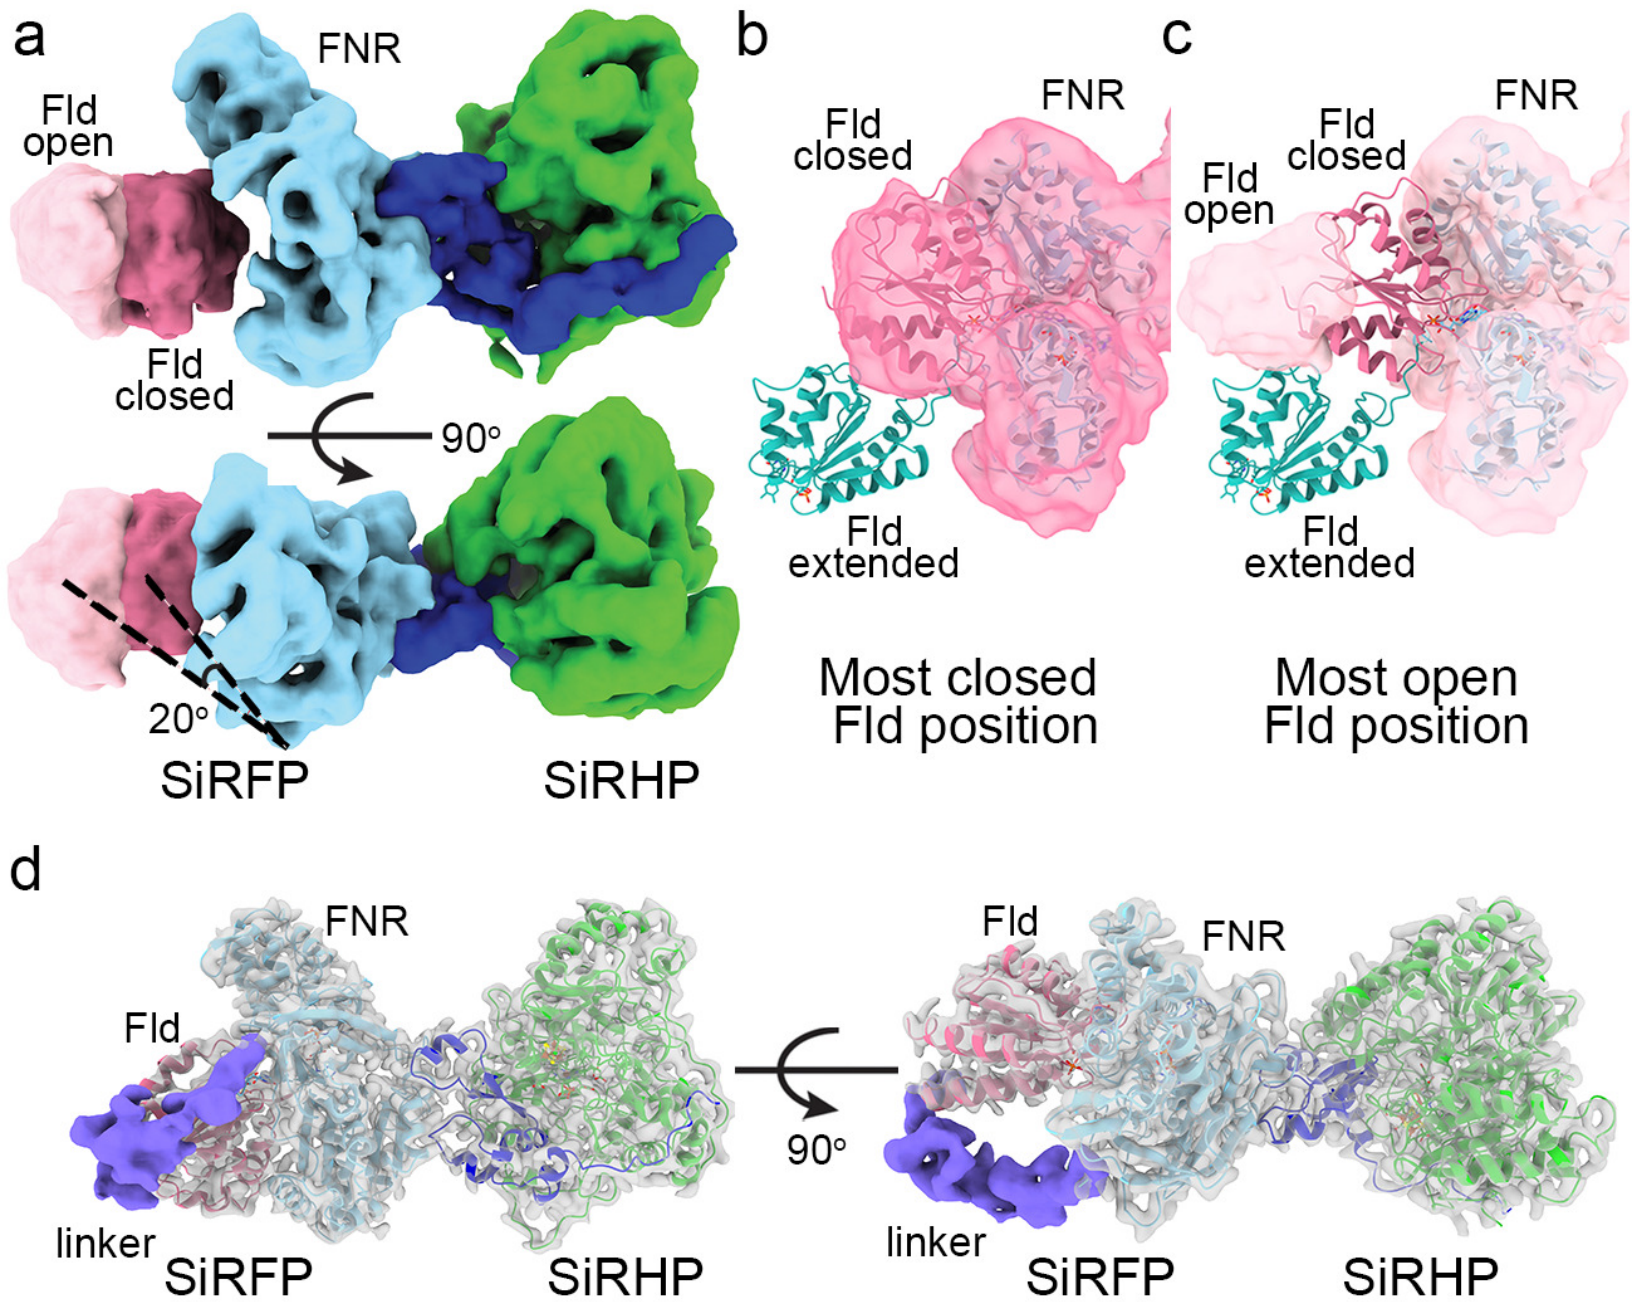 a
FNR
Fld
open
Fld
closed
90°
20°
SiRFP
SiRHP
b
FNR
Fld
closed
Fld
extended
Most closed
Fld position
c
FNR
Fld
closed
Fld
open
Fld
extended
Most open
Fld position
d
FNR
Fld
linker
SiRFP
SiRHP
90°
Fld
FNR
linker
SiRFP
SiRHP